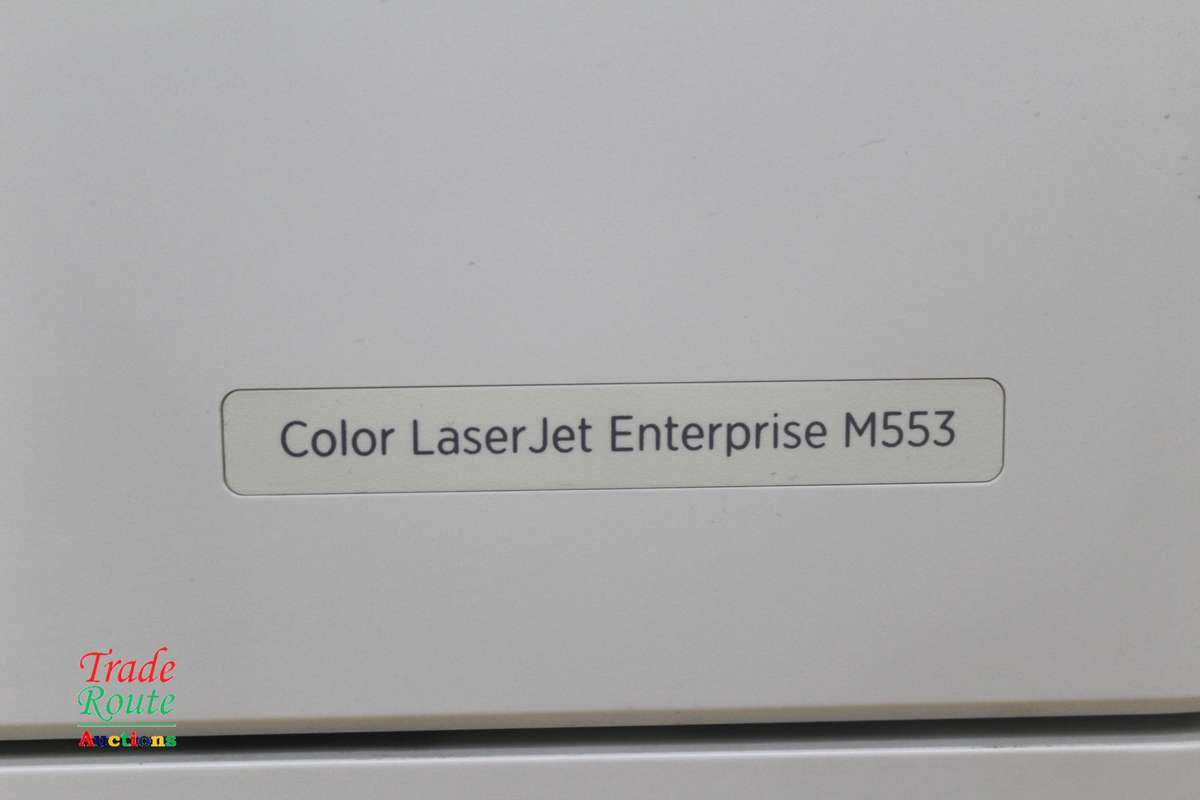 Color LaserJet Enterprise M553
Trade
Route
Auctions